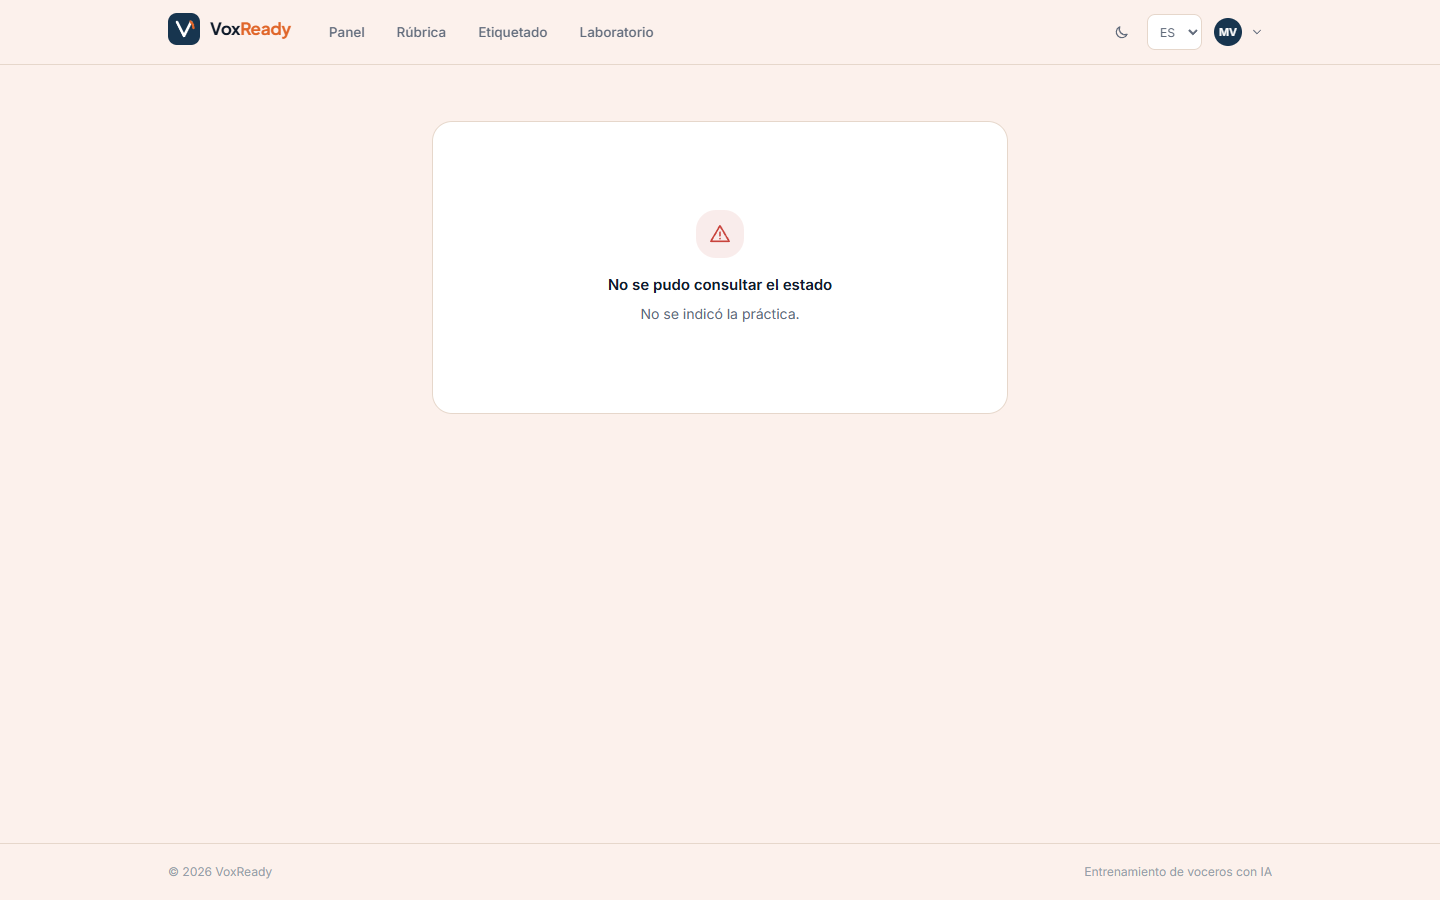 VoxReady
Panel
Rúbrica
Etiquetado
Laboratorio
ES
MV
No se pudo consultar el estado
No se indicó la práctica.
© 2026 VoxReady
Entrenamiento de voceros con IA